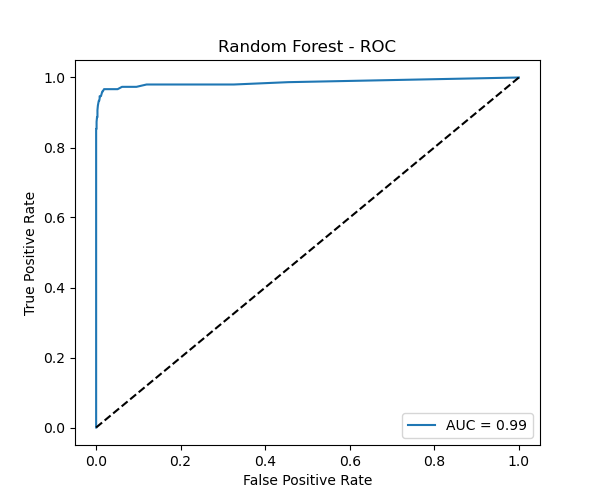 Random Forest - ROC
True Positive Rate
1.0
0.8
0.6
0.4
0.2
0.0
AUC = 0.99
0.0 0.2 0.4 0.6 0.8 1.0
False Positive Rate